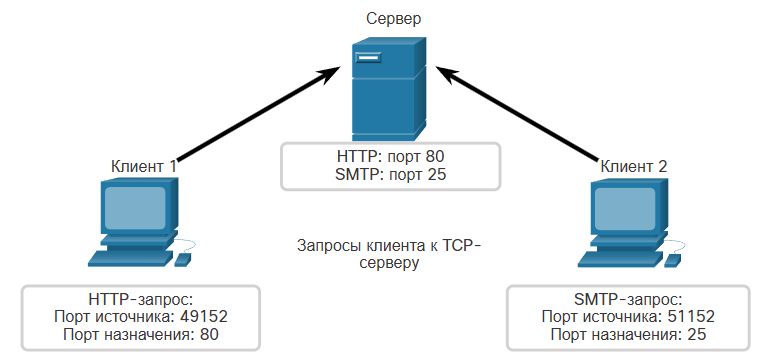 Сервер
HTTP: порт 80
SMTP: порт 25
Клиент 1
Клиент 2
Запросы клиента к TCP-
серверу
HTTP-запрос:
Порт источника: 49152
Порт назначения: 80
SMTP-запрос:
Порт источника: 51152
Порт назначения: 25